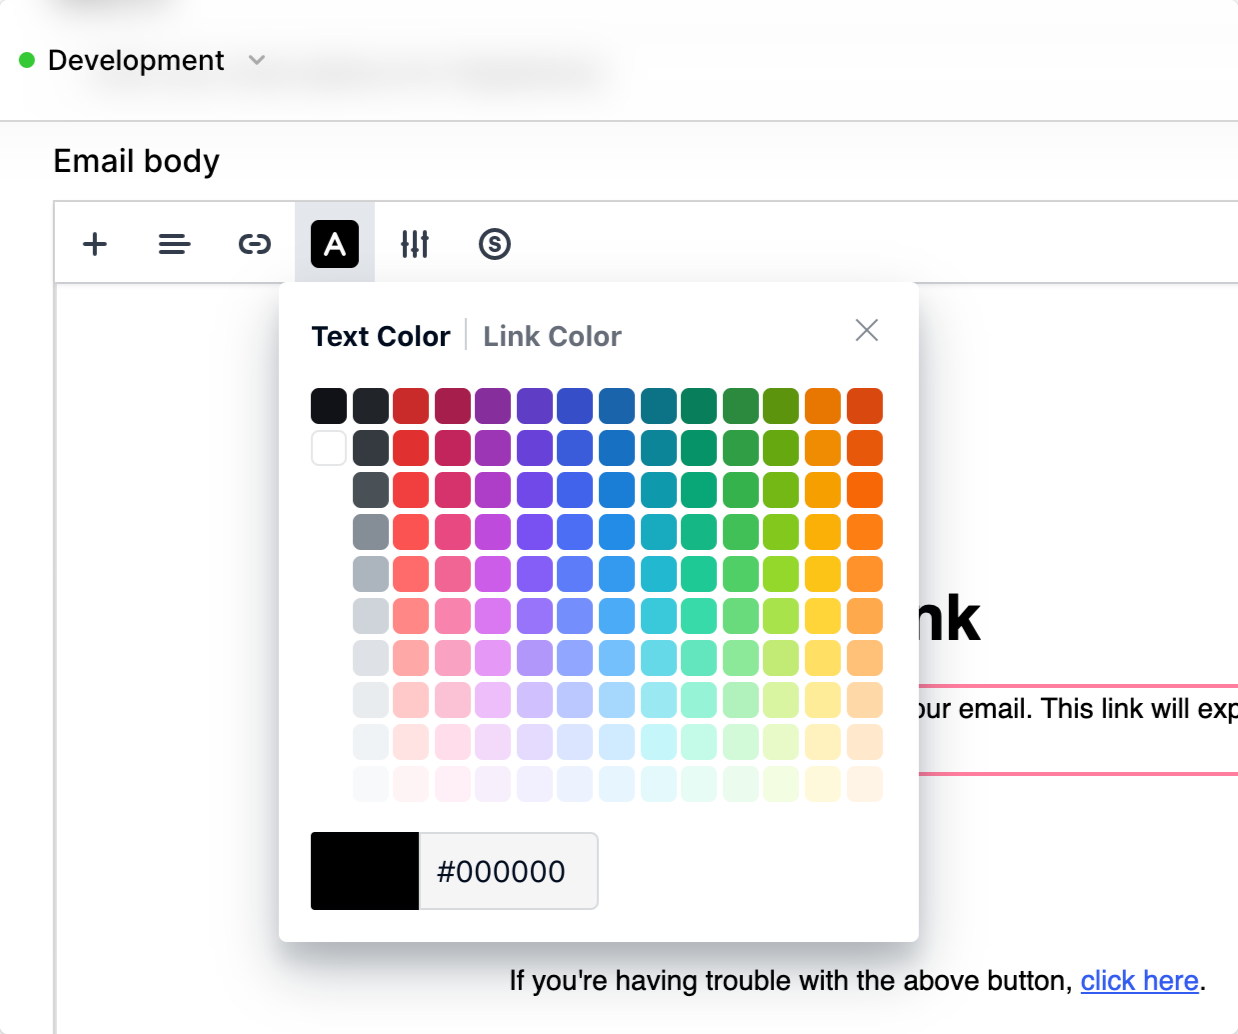 Development
Email body
A
S
Text Color
Link Color
nk
our email. This link will exp
#000000
If you're having trouble with the above button, click here.